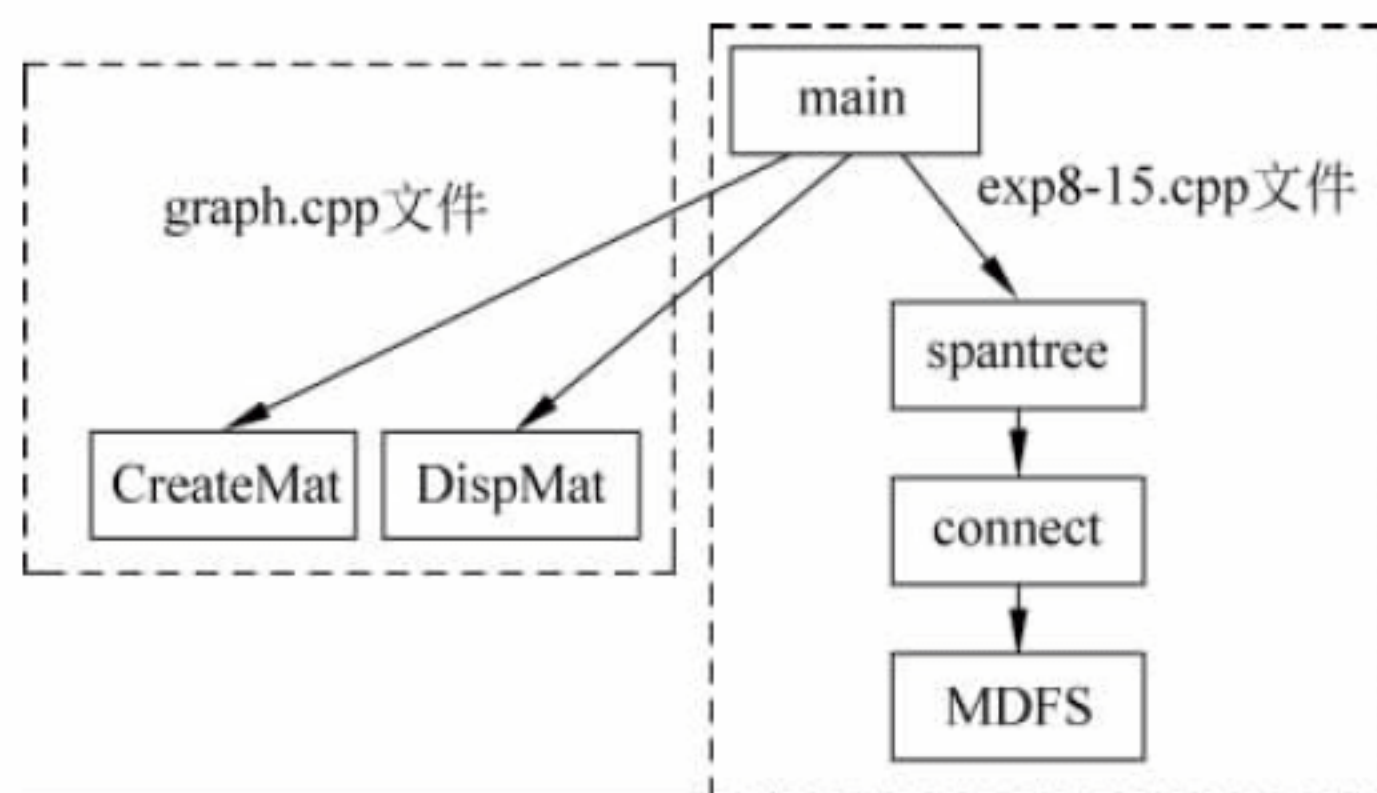 main
graph.cpp文件
exp8-15.cpp文件
spantree
CreateMat
DispMat
connect
MDFS